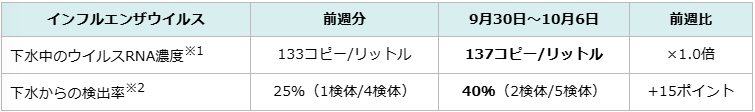 インフルエンザウイルス 前週分 9月30日～10月6日 前週比
下水中のウイルスRNA濃度※1 133コピー/リットル 137コピー/リットル ×1.0倍
下水からの検出率※2 25%（1検体/4検体） 40%（2検体/5検体） +15ポイント